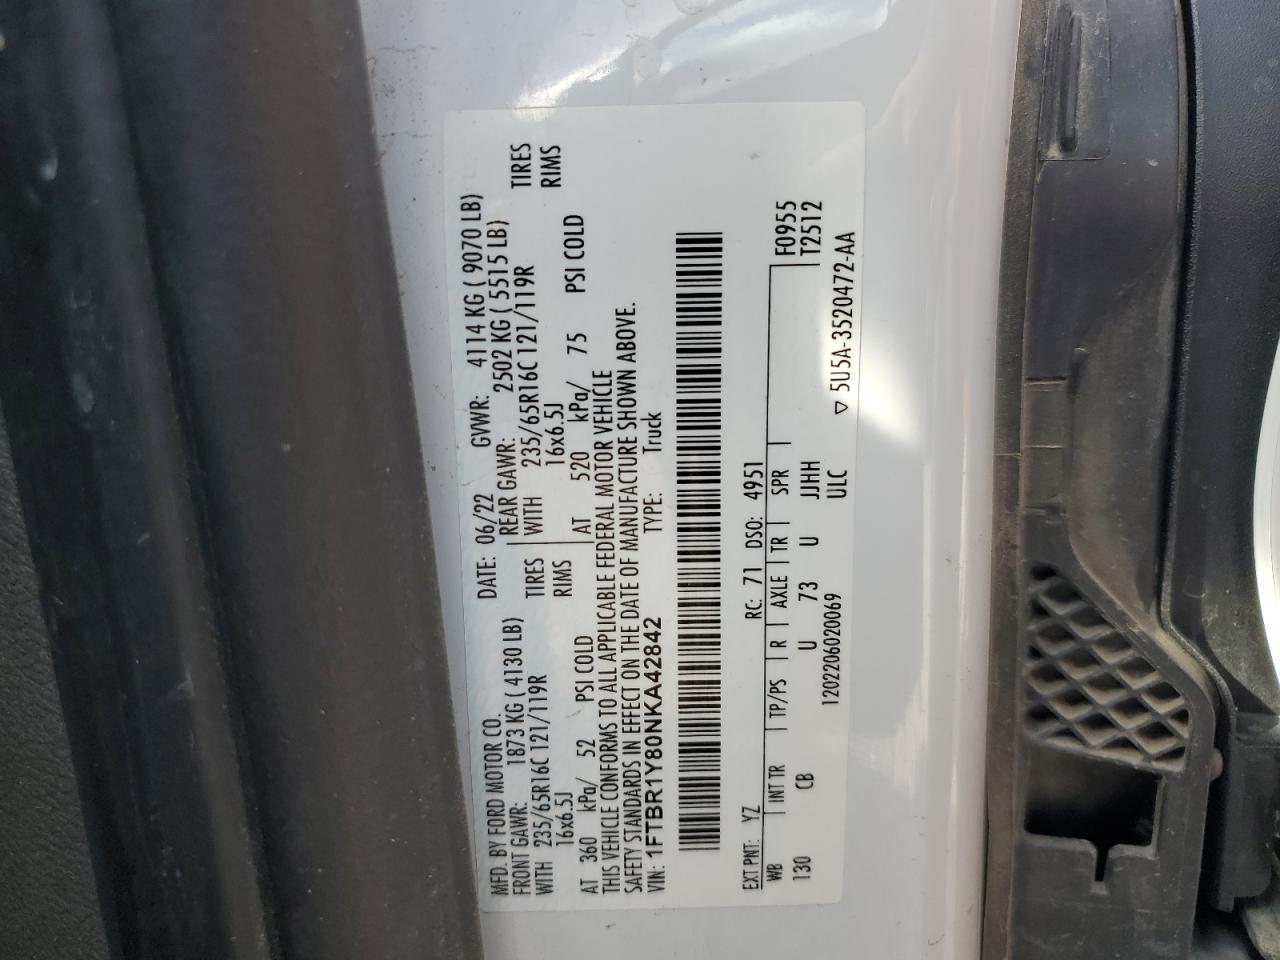 MFD. BY FORD MOTOR CO. DATE: 06/22 GVWR: 4114 KG ( 9070 LB)
FRONT GAWR: 1873 KG ( 4130 LB) REAR GAWR: 2502 KG ( 5515 LB)
WITH 235/65R16C 121/119R TIRES WITH 235/65R16C 121/119R TIRES
16x6.5J RIMS 16x6.5J RIMS
AT 360 kPa/ 52 PSI COLD AT 520 kPa/ 75 PSI COLD
THIS VEHICLE CONFORMS TO ALL APPLICABLE FEDERAL MOTOR VEHICLE
SAFETY STANDARDS IN EFFECT ON THE DATE OF MANUFACTURE SHOWN ABOVE.
VIN: 1FTBR1Y80NKA42842 TYPE: Truck
EXT PNT: YZ RC: 71 DSO: 4951
WB INT TR TP/PS R AXLE TR SPR F0955
130 CB U 73 U JJHH T2512
1202206020069 ULC ▽ 5U5A-3520472-AA